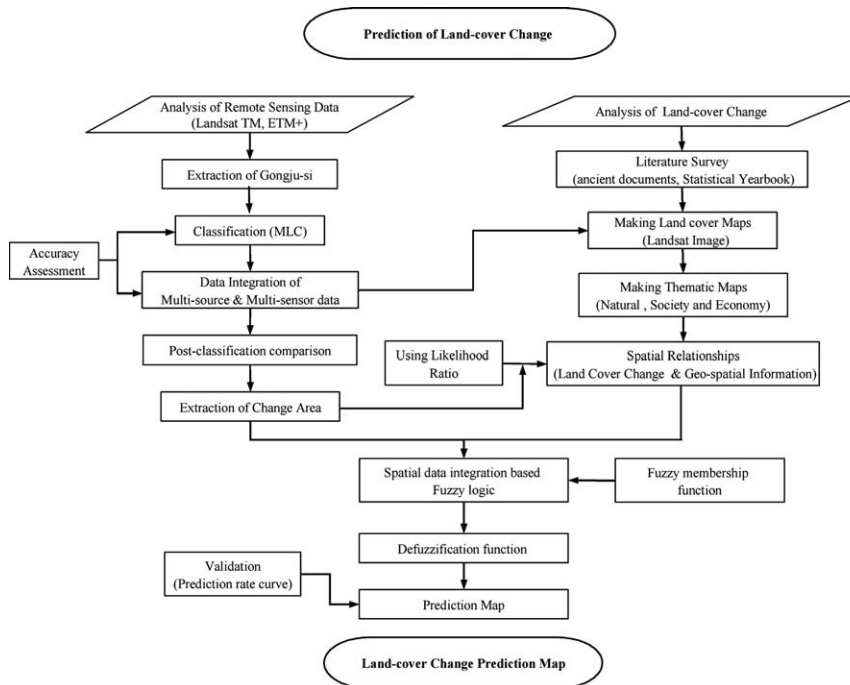 Prediction of Land-cover Change
Analysis of Remote Sensing Data
(Landsat TM, ETM+)
Extraction of Gongju-si
Classification (MLC)
Accuracy
Assessment
Data Integration of
Multi-source & Multi-sensor data
Post-classification comparison
Extraction of Change Area
Analysis of Land-cover Change
Literature Survey
(ancient documents, Statistical Yearbook)
Making Land cover Maps
(Landsat Image)
Making Thematic Maps
(Natural , Society and Economy)
Using Likelihood
Ratio
Spatial Relationships
(Land Cover Change & Geo-spatial Information)
Spatial data integration based
Fuzzy logic
Fuzzy membership
function
Defuzzification function
Validation
(Prediction rate curve)
Prediction Map
Land-cover Change Prediction Map